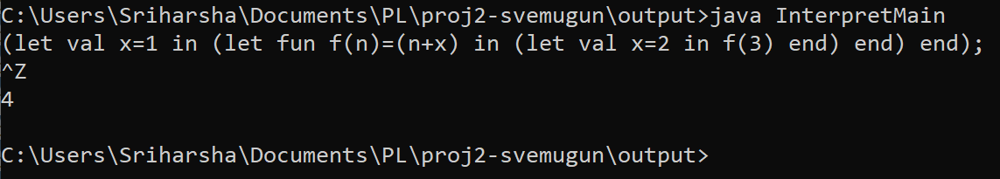 C:\Users\Sriharsha\Documents\PL\proj2-svemugun\output>java InterpretMain
(let val x=1 in (let fun f(n)=(n+x) in (let val x=2 in f(3) end) end) end);
^Z
4
C:\Users\Sriharsha\Documents\PL\proj2-svemugun\output>